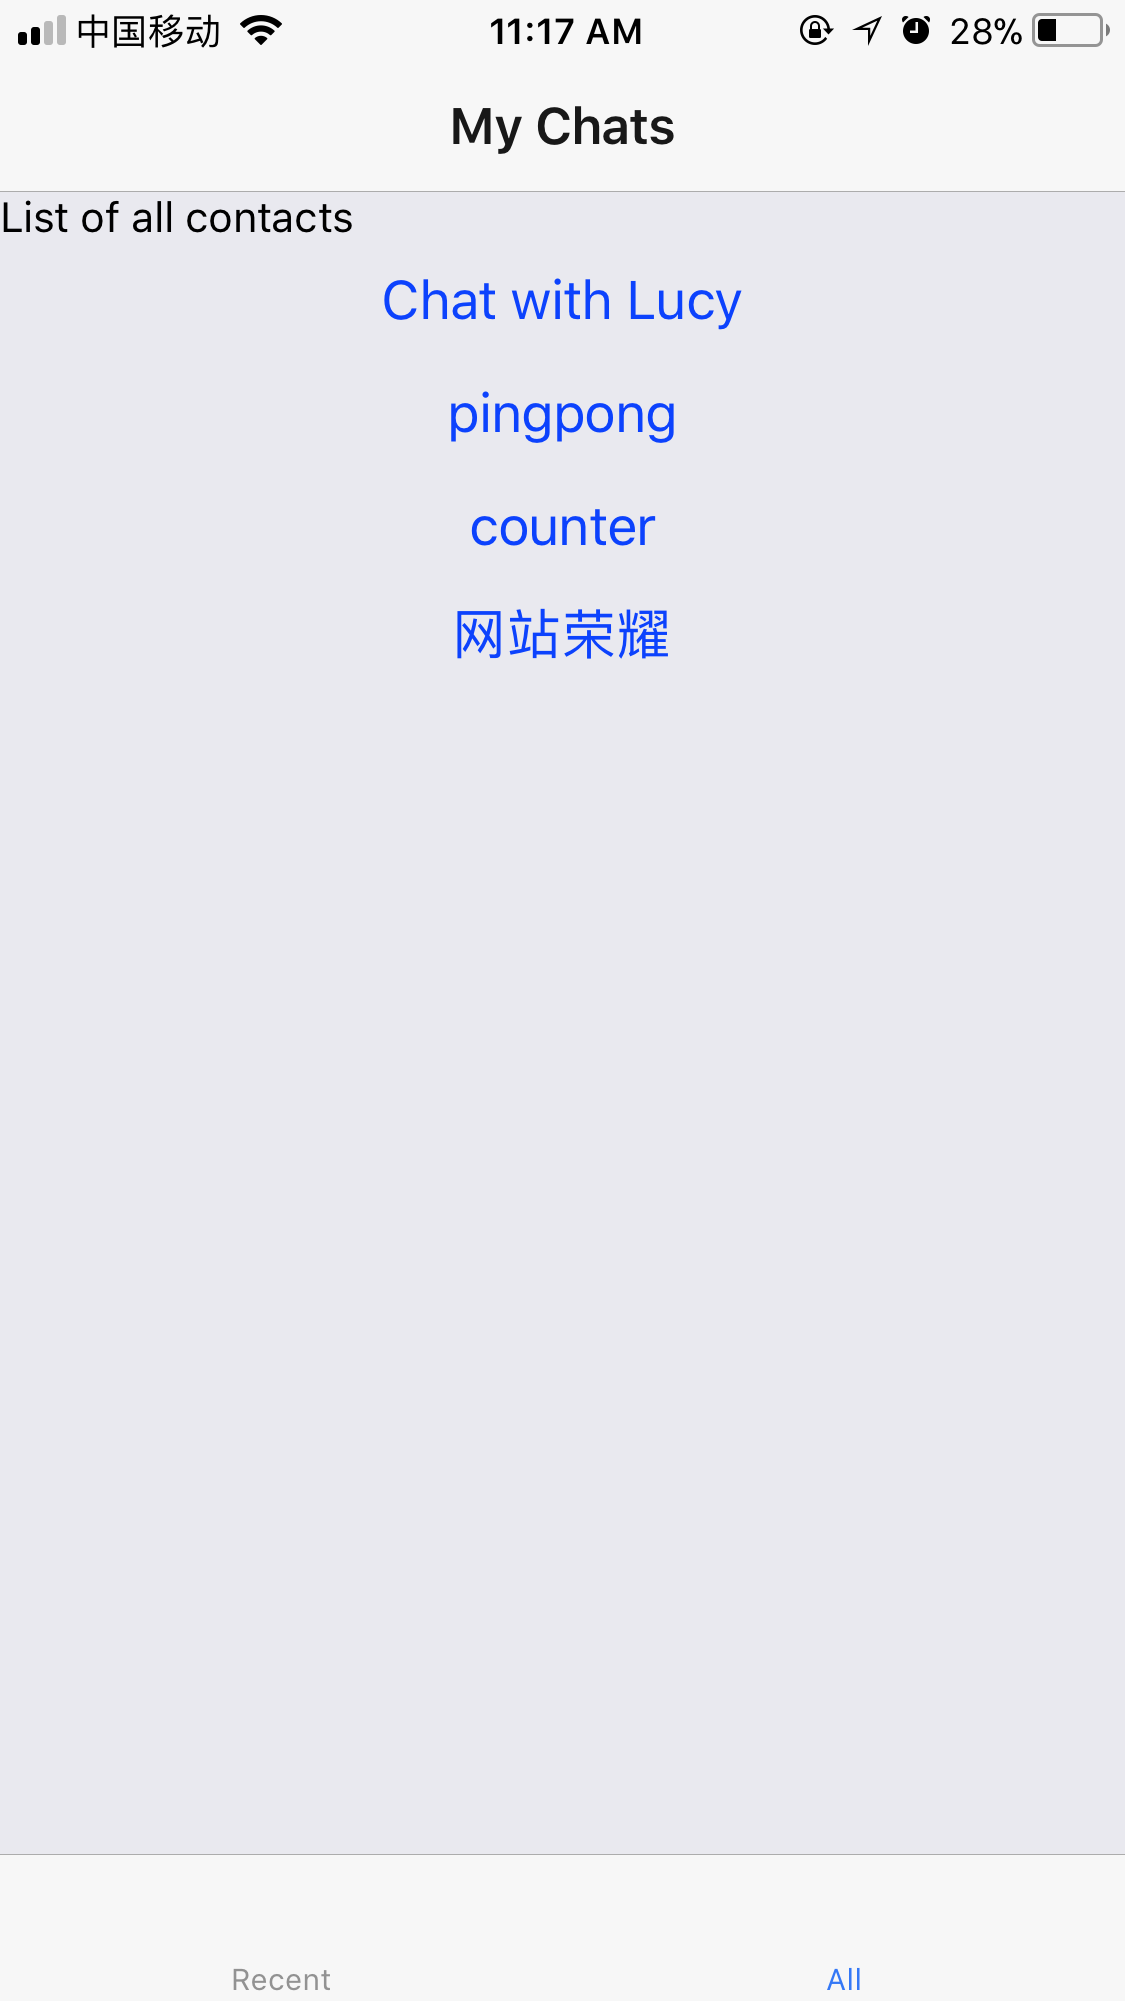 中国移动 11:17 AM 28%
My Chats
List of all contacts
Chat with Lucy
pingpong
counter
网站荣耀
Recent All